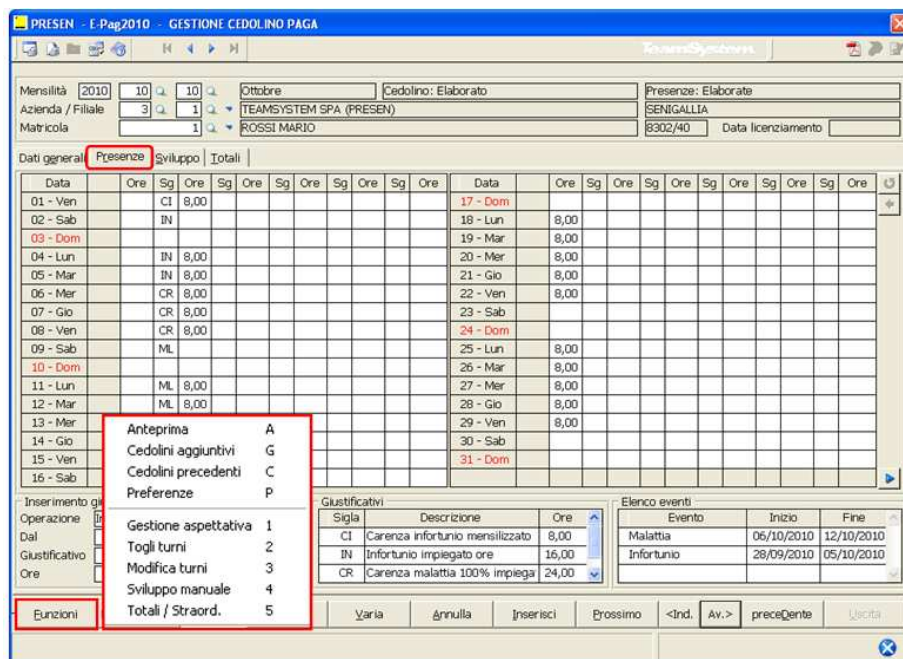 PRESEN - E-Pag2010 - GESTIONE CEDOLINO PAGA
TeamSystem
Mensilità 2010 10 10 Ottobre Cedolino: Elaborato Presenze: Elaborate
Azienda / Filiale 3 1 TEAMSYSTEM SPA (PRESEN) SENIGALLIA
Matricola 1 ROSSI MARIO 8302/40 Data licenziamento
Dati generali Presenze Sviluppo Totali
Data Ore Sg Ore Sg Ore Sg Ore Sg Ore Sg Ore Data Ore Sg Ore Sg Ore Sg Ore Sg Ore Sg Ore
01 - Ven CI 8,00 17 - Dom
02 - Sab IN 18 - Lun 8,00
03 - Dom 19 - Mar 8,00
04 - Lun IN 8,00 20 - Mer 8,00
05 - Mar IN 8,00 21 - Gio 8,00
06 - Mer CR 8,00 22 - Ven 8,00
07 - Gio CR 8,00 23 - Sab
08 - Ven CR 8,00 24 - Dom
09 - Sab ML 25 - Lun 8,00
10 - Dom 26 - Mar 8,00
11 - Lun ML 8,00 27 - Mer 8,00
12 - Mar ML 8,00 28 - Gio 8,00
13 - Mer 29 - Ven 8,00
14 - Gio 30 - Sab
15 - Ven 31 - Dom
16 - Sab
Anteprima A
Cedolini aggiuntivi G
Cedolini precedenti C
Preferenze P
Gestione aspettativa 1
Togli turni 2
Modifica turni 3
Sviluppo manuale 4
Totali / Straord. 5
Inserimento gi
Operazione
Dal
Giustificativo
Ore
Giustificativi
Sigla Descrizione Ore
CI Carenza infortunio mensilizzato 8,00
IN Infortunio impiegato ore 16,00
CR Carenza malattia 100% impiega 24,00
Elenco eventi
Evento Inizio Fine
Malattia 06/10/2010 12/10/2010
Infortunio 28/09/2010 05/10/2010
Funzioni Varia Annulla Inserisci Prossimo <Ind. Av.> preceDente Uscita